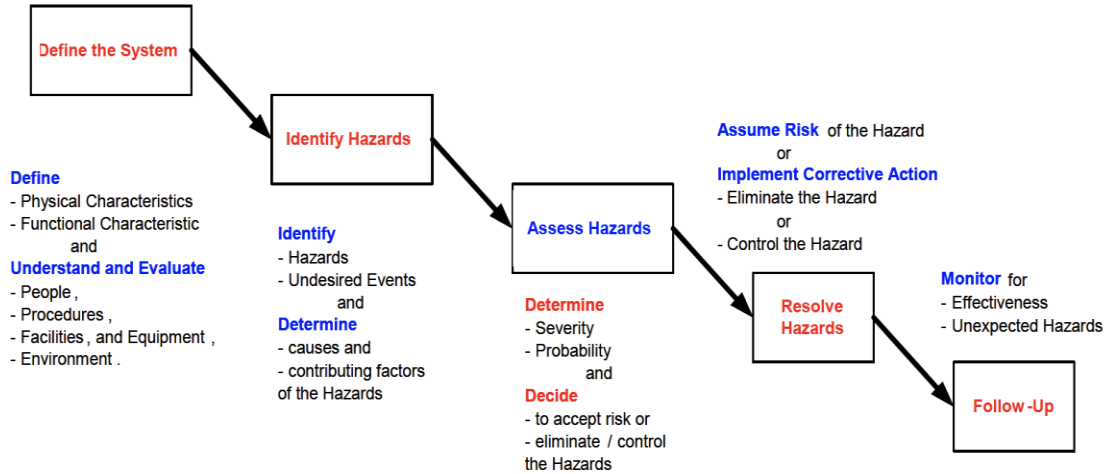 Define the System
Define
- Physical Characteristics
- Functional Characteristic
and
Understand and Evaluate
- People ,
- Procedures ,
- Facilities , and Equipment ,
- Environment .
Identify Hazards
Identify
- Hazards
- Undesired Events
and
Determine
- causes and
- contributing factors
of the Hazards
Assess Hazards
Determine
- Severity
- Probability
and
Decide
- to accept risk or
- eliminate / control
the Hazards
Assume Risk of the Hazard
or
Implement Corrective Action
- Eliminate the Hazard
or
- Control the Hazard
Resolve
Hazards
Monitor for
- Effectiveness
- Unexpected Hazards
Follow -Up